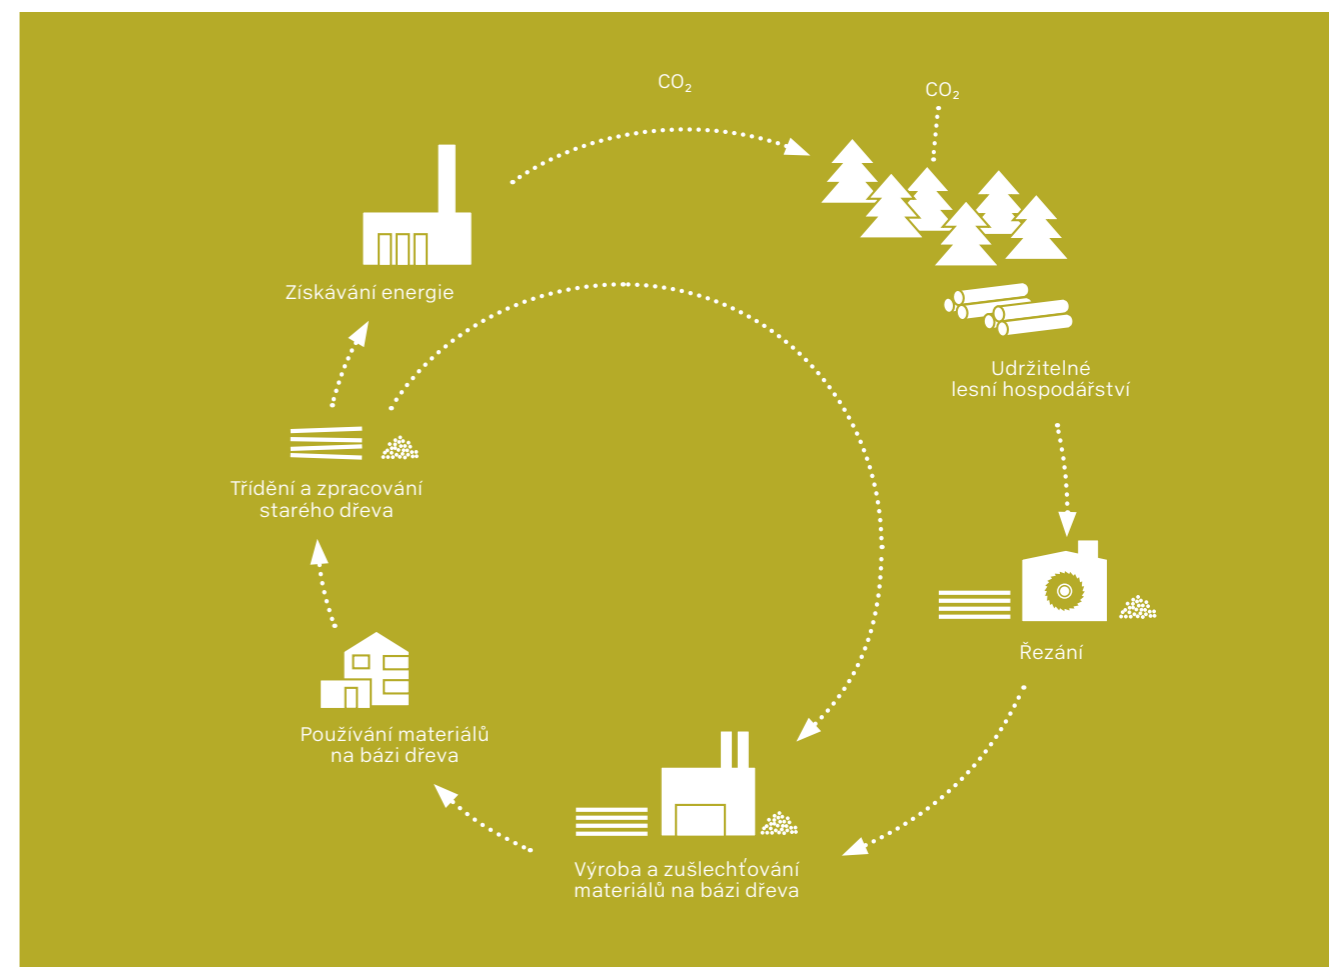 CO₂
CO₂
Získávání energie
Udržitelné
lesní hospodářství
Třídění a zpracování
starého dřeva
Řezání
Používání materiálů
na bázi dřeva
Výroba a zušlechťování
materiálů na bázi dřeva